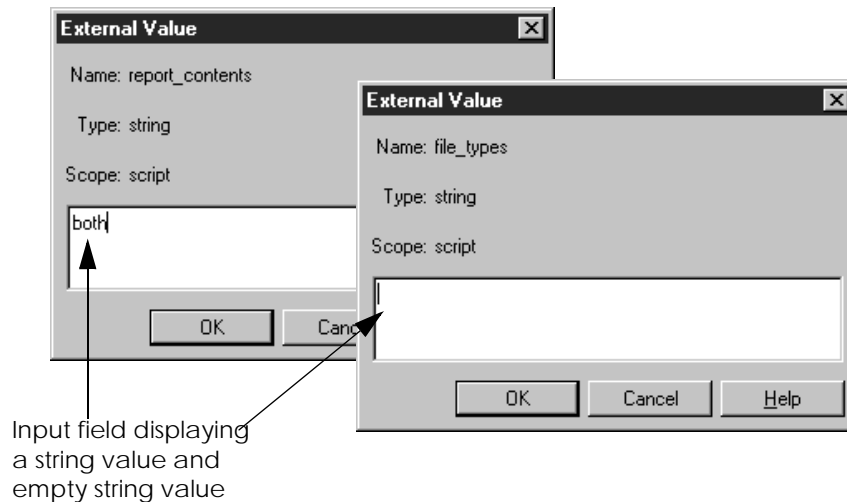 External Value
Name: report_contents
Type: string
Scope: script
both
OK
External Value
Name: file_types
Type: string
Scope: script
OK
Cancel
Help
Input field displaying
a string value and
empty string value